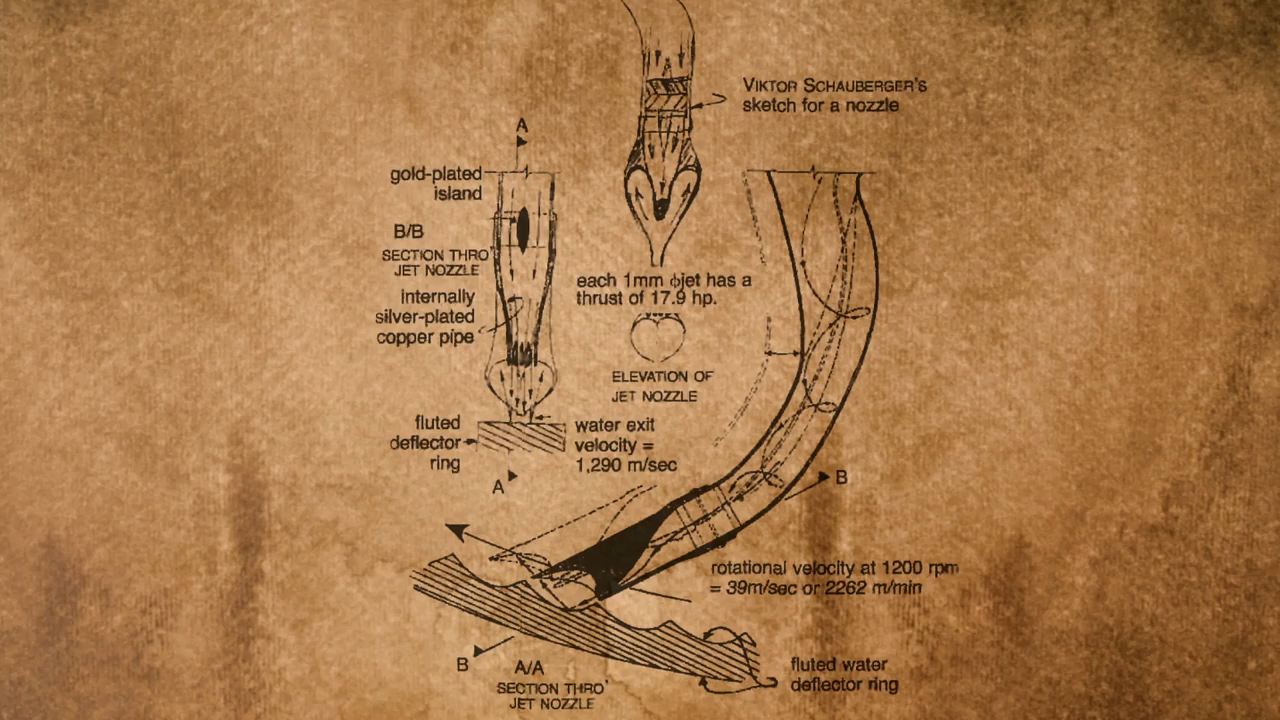 VIKTOR SCHAUBERGER'S
sketch for a nozzle
A
gold-plated
island
B/B
SECTION THRO'
JET NOZZLE
internally
silver-plated
copper pipe
each 1mm ϕjet has a
thrust of 17.9 hp.
ELEVATION OF
JET NOZZLE
fluted
deflector
ring
water exit
velocity =
1,290 m/sec
A
B
rotational velocity at 1200 rpm
= 39m/sec or 2262 m/min
B
A/A
SECTION THRO'
JET NOZZLE
fluted water
deflector ring